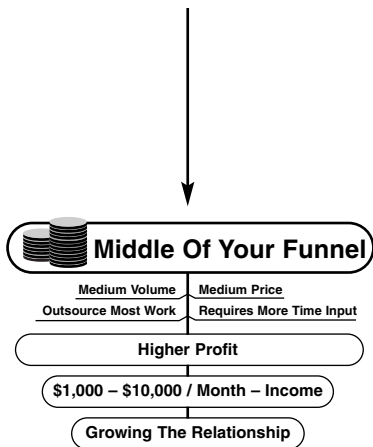 Middle Of Your Funnel
Medium Volume Medium Price
Outsource Most Work Requires More Time Input
Higher Profit
$1,000 – $10,000 / Month – Income
Growing The Relationship